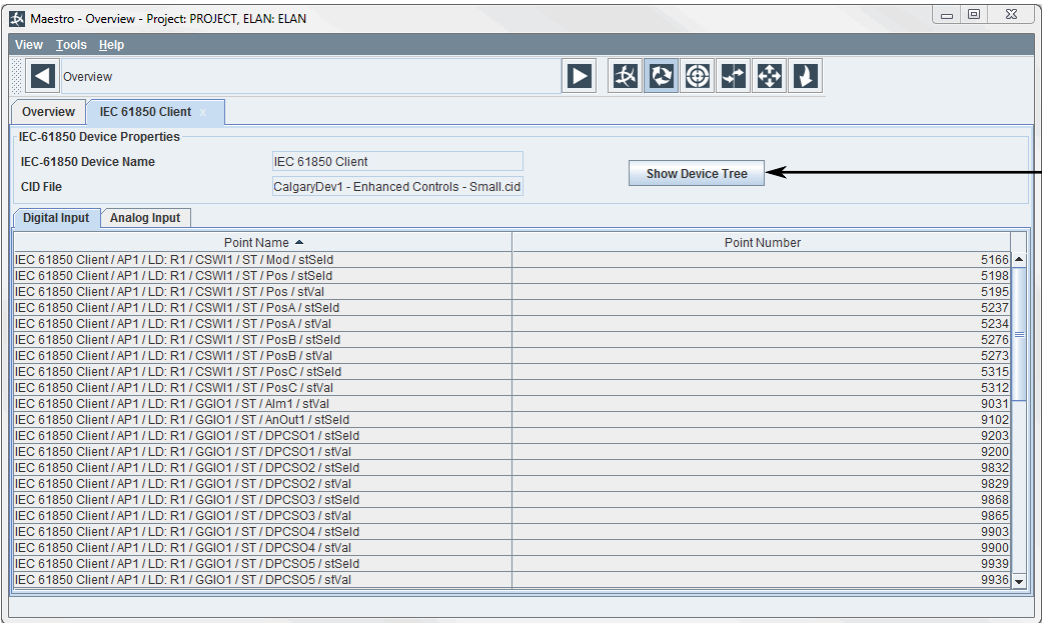 Maestro - Overview - Project: PROJECT, ELAN: ELAN
View Tools Help
Overview
Overview IEC 61850 Client x
IEC-61850 Device Properties
IEC-61850 Device Name IEC 61850 Client
Show Device Tree
CID File CalgaryDev1 - Enhanced Controls - Small.cid
Digital Input Analog Input
Point Name Point Number
IEC 61850 Client / AP1 / LD: R1 / CSWI1 / ST / Mod / stSeld 5166
IEC 61850 Client / AP1 / LD: R1 / CSWI1 / ST / Pos / stSeld 5198
IEC 61850 Client / AP1 / LD: R1 / CSWI1 / ST / Pos / stVal 5195
IEC 61850 Client / AP1 / LD: R1 / CSWI1 / ST / PosA / stSeld 5237
IEC 61850 Client / AP1 / LD: R1 / CSWI1 / ST / PosA / stVal 5234
IEC 61850 Client / AP1 / LD: R1 / CSWI1 / ST / PosB / stSeld 5276
IEC 61850 Client / AP1 / LD: R1 / CSWI1 / ST / PosB / stVal 5273
IEC 61850 Client / AP1 / LD: R1 / CSWI1 / ST / PosC / stSeld 5315
IEC 61850 Client / AP1 / LD: R1 / CSWI1 / ST / PosC / stVal 5312
IEC 61850 Client / AP1 / LD: R1 / GGIO1 / ST / Alm1 / stVal 9031
IEC 61850 Client / AP1 / LD: R1 / GGIO1 / ST / AnOut1 / stSeld 9102
IEC 61850 Client / AP1 / LD: R1 / GGIO1 / ST / DPCSO1 / stSeld 9203
IEC 61850 Client / AP1 / LD: R1 / GGIO1 / ST / DPCSO1 / stVal 9200
IEC 61850 Client / AP1 / LD: R1 / GGIO1 / ST / DPCSO2 / stSeld 9832
IEC 61850 Client / AP1 / LD: R1 / GGIO1 / ST / DPCSO2 / stVal 9829
IEC 61850 Client / AP1 / LD: R1 / GGIO1 / ST / DPCSO3 / stSeld 9868
IEC 61850 Client / AP1 / LD: R1 / GGIO1 / ST / DPCSO3 / stVal 9865
IEC 61850 Client / AP1 / LD: R1 / GGIO1 / ST / DPCSO4 / stSeld 9903
IEC 61850 Client / AP1 / LD: R1 / GGIO1 / ST / DPCSO4 / stVal 9900
IEC 61850 Client / AP1 / LD: R1 / GGIO1 / ST / DPCSO5 / stSeld 9939
IEC 61850 Client / AP1 / LD: R1 / GGIO1 / ST / DPCSO5 / stVal 9936